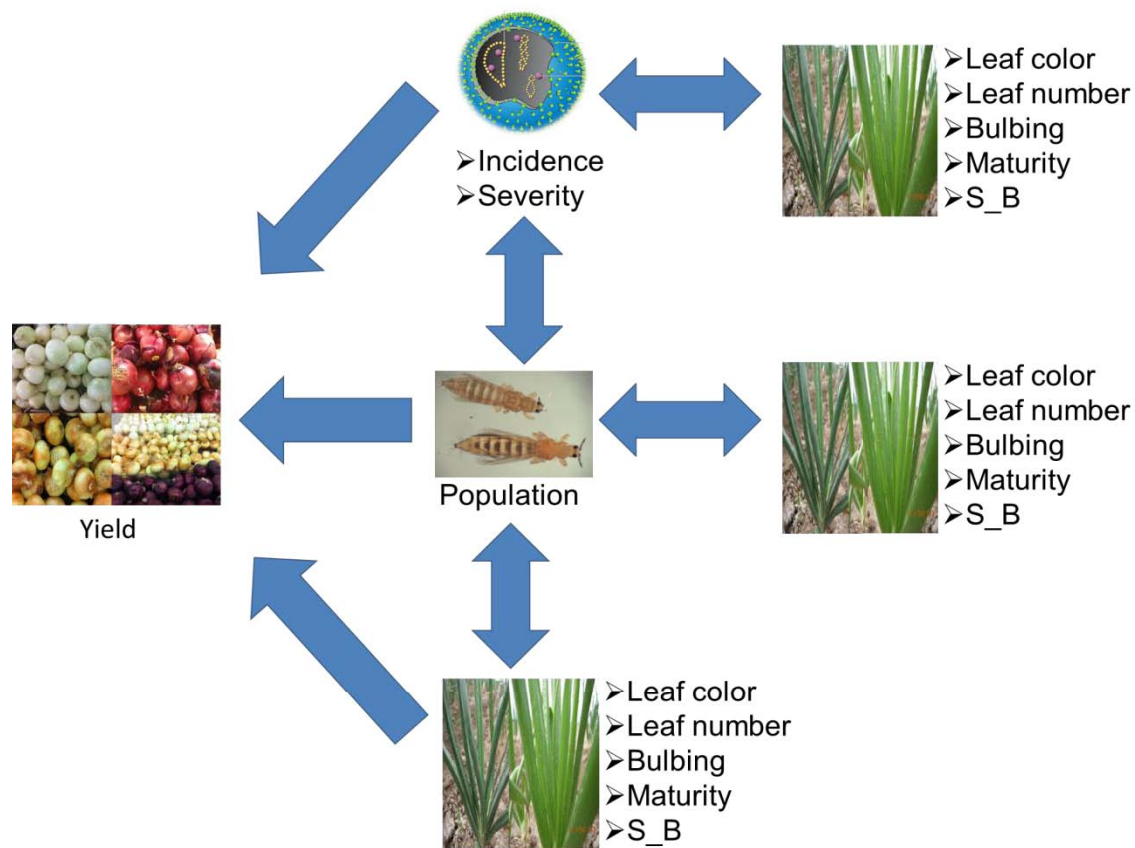 ➢Incidence
➢Severity
➢Leaf color
➢Leaf number
➢Bulbing
➢Maturity
➢S_B
Yield
Population
➢Leaf color
➢Leaf number
➢Bulbing
➢Maturity
➢S_B
➢Leaf color
➢Leaf number
➢Bulbing
➢Maturity
➢S_B